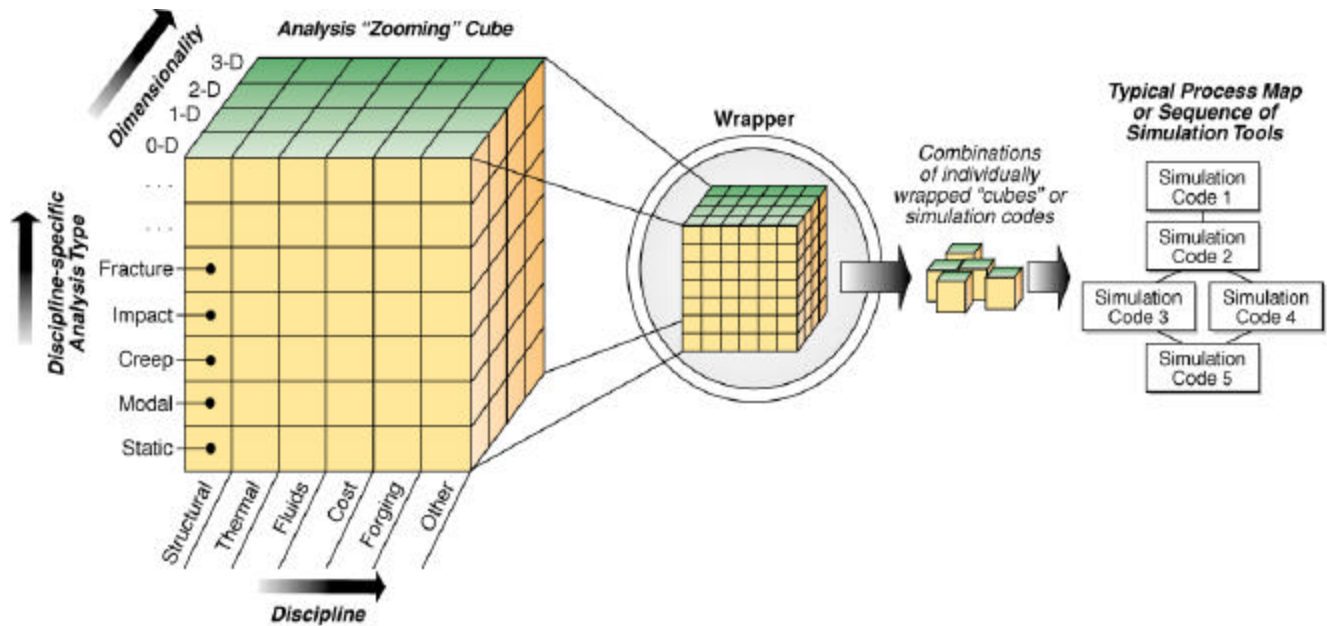 Analysis "Zooming" Cube
Dimensionality
3-D
2-D
1-D
0-D
Discipline-specific
Analysis Type
. . .
. . .
Fracture
Impact
Creep
Modal
Static
Structural
Thermal
Fluids
Cost
Forging
Other
Discipline
Wrapper
Combinations
of individually
wrapped "cubes" or
simulation codes
Typical Process Map
or Sequence of
Simulation Tools
Simulation
Code 1
Simulation
Code 2
Simulation
Code 3
Simulation
Code 4
Simulation
Code 5